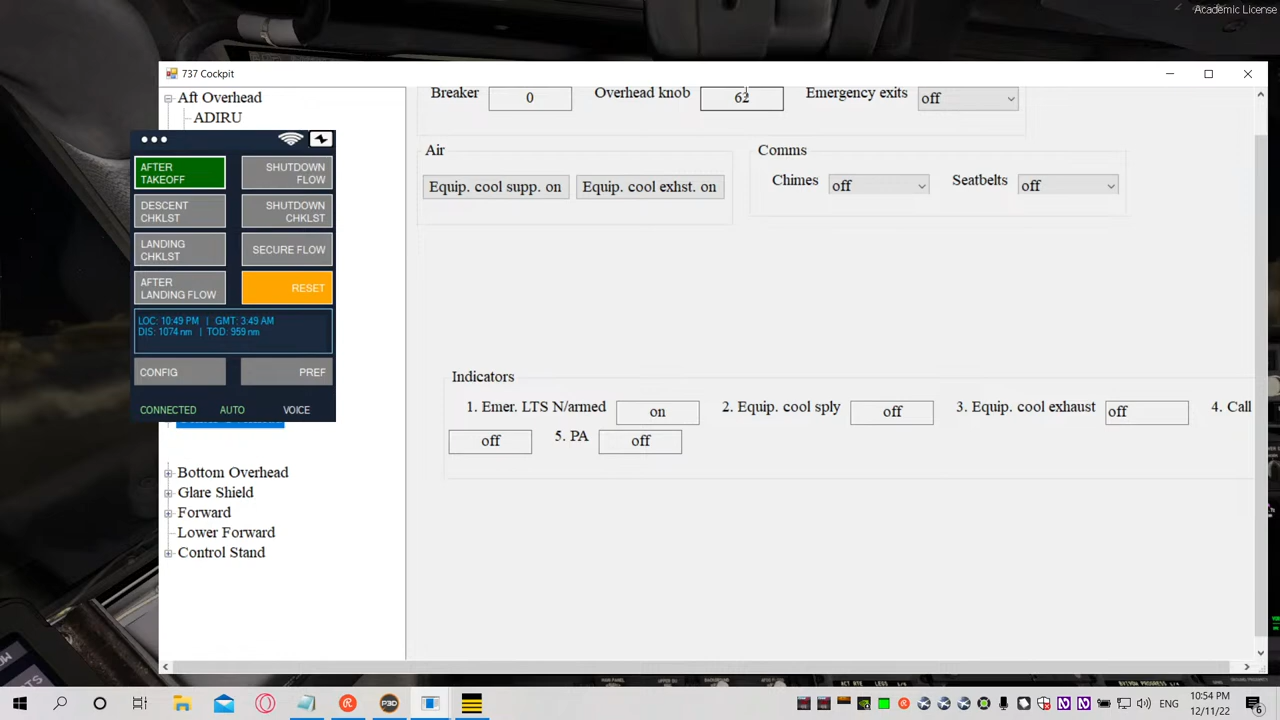 Academic License
737 Cockpit
Aft Overhead
ADIRU
Breaker
0
Overhead knob
62
Emergency exits
off
Air
Equip. cool supp. on
Equip. cool exhst. on
Comms
Chimes
off
Seatbelts
off
AFTER
TAKEOFF
SHUTDOWN
FLOW
DESCENT
CHKLST
SHUTDOWN
CHKLST
LANDING
CHKLST
SECURE FLOW
AFTER
LANDING FLOW
RESET
LOC: 10:49 PM | GMT: 3:49 AM
DIS: 1074 nm | TOD: 959 nm
CONFIG
PREF
CONNECTED
AUTO
VOICE
Indicators
1. Emer. LTS N/armed
on
2. Equip. cool sply
off
3. Equip. cool exhaust
off
4. Call
off
5. PA
off
Bottom Overhead
Glare Shield
Forward
Lower Forward
Control Stand
P3D
ENG
10:54 PM
12/11/22
6